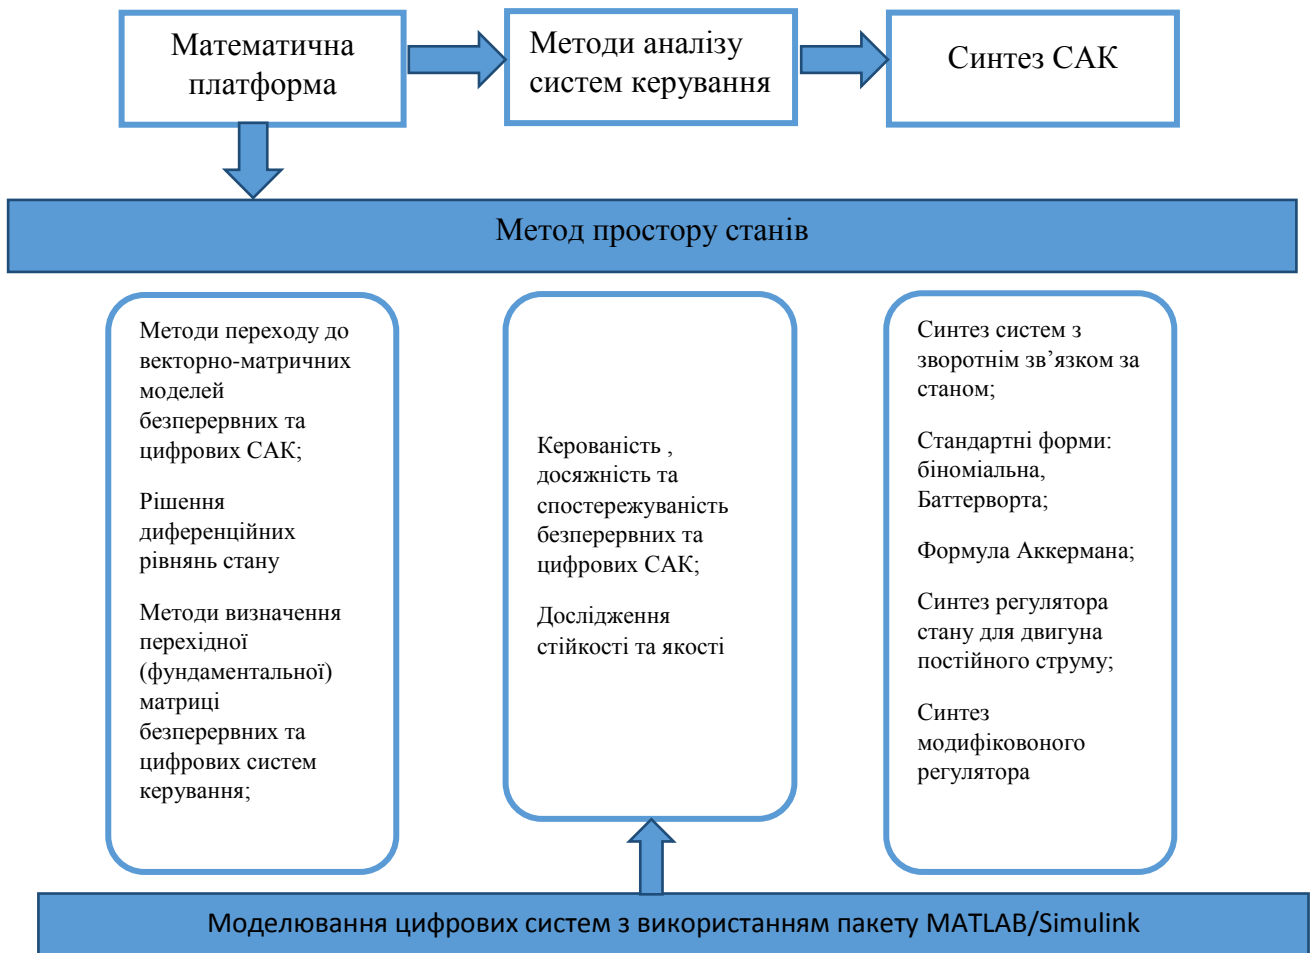 Математична
платформа
Методи аналізу
систем керування
Синтез САК
Метод простору станів
Методи переходу до
векторно-матричних
моделей
безперервних та
цифрових САК;
Рішення
диференційних
рівнянь стану
Методи визначення
перехідної
(фундаментальної)
матриці
безперервних та
цифрових систем
керування;
Керованість ,
досяжність та
спостережуваність
безперервних та
цифрових САК;
Дослідження
стійкості та якості
Синтез систем з
зворотнім зв’язком за
станом;
Стандартні форми:
біноміальна,
Баттерворта;
Формула Аккермана;
Синтез регулятора
стану для двигуна
постійного струму;
Синтез
модифіковоного
регулятора
Моделювання цифрових систем з використанням пакету MATLAB/Simulink